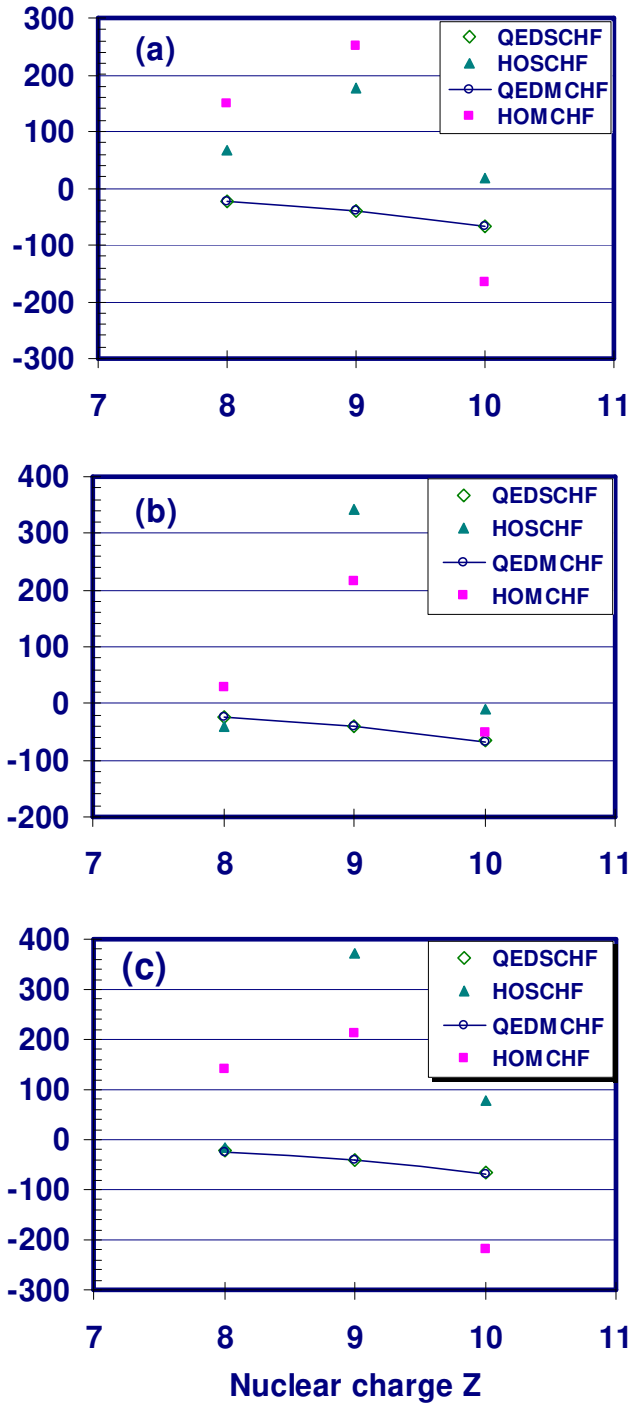 (a)
QEDSCHF
HOSCHF
QEDMCHF
HOMCHF
300
200
100
0
-100
-200
-300
7 8 9 10 11
(b)
QEDSCHF
HOSCHF
QEDMCHF
HOMCHF
400
300
200
100
0
-100
-200
7 8 9 10 11
(c)
QEDSCHF
HOSCHF
QEDMCHF
HOMCHF
400
300
200
100
0
-100
-200
-300
7 8 9 10 11
Nuclear charge Z